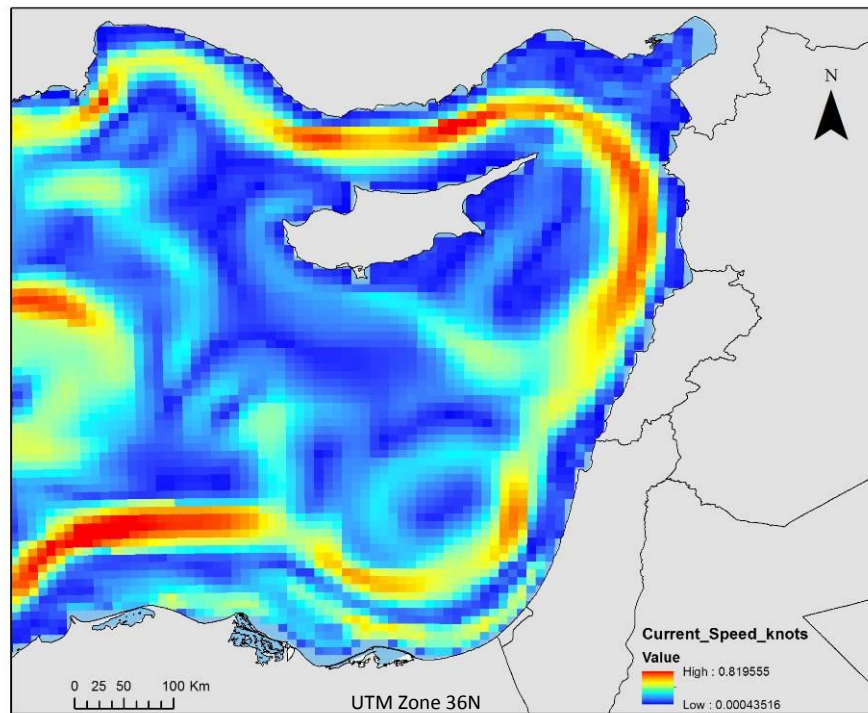 N
Current_Speed_knots
Value
High : 0.819555
Low : 0.00043516
0 25 50 100 Km
UTM Zone 36N